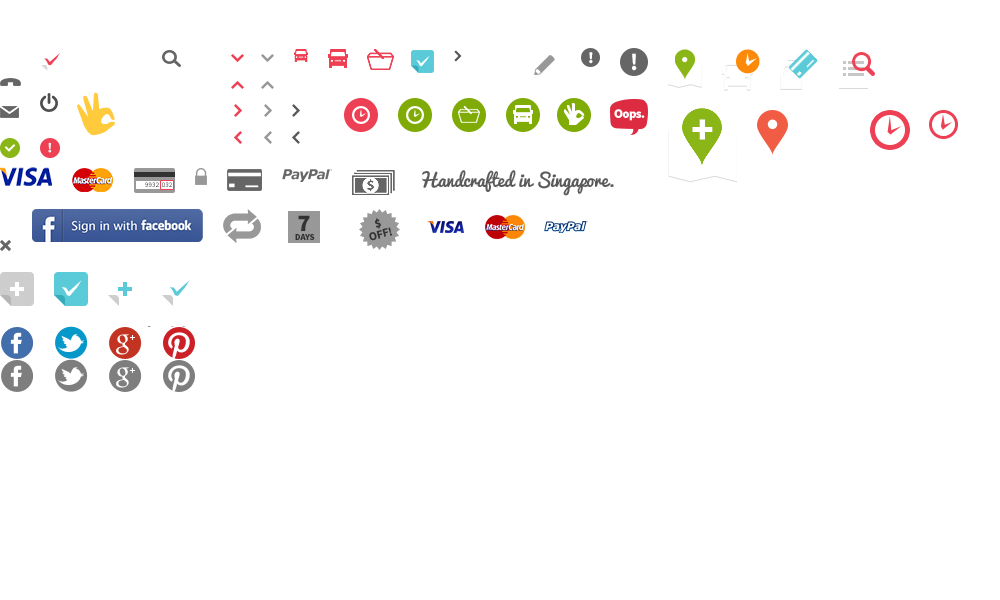 Oops.
VISA
MasterCard
9932 032
PayPal
$
Handcrafted in Singapore.
f Sign in with facebook
7
DAYS
$
OFF!
VISA
MasterCard
PayPal
f
g+
f
g+